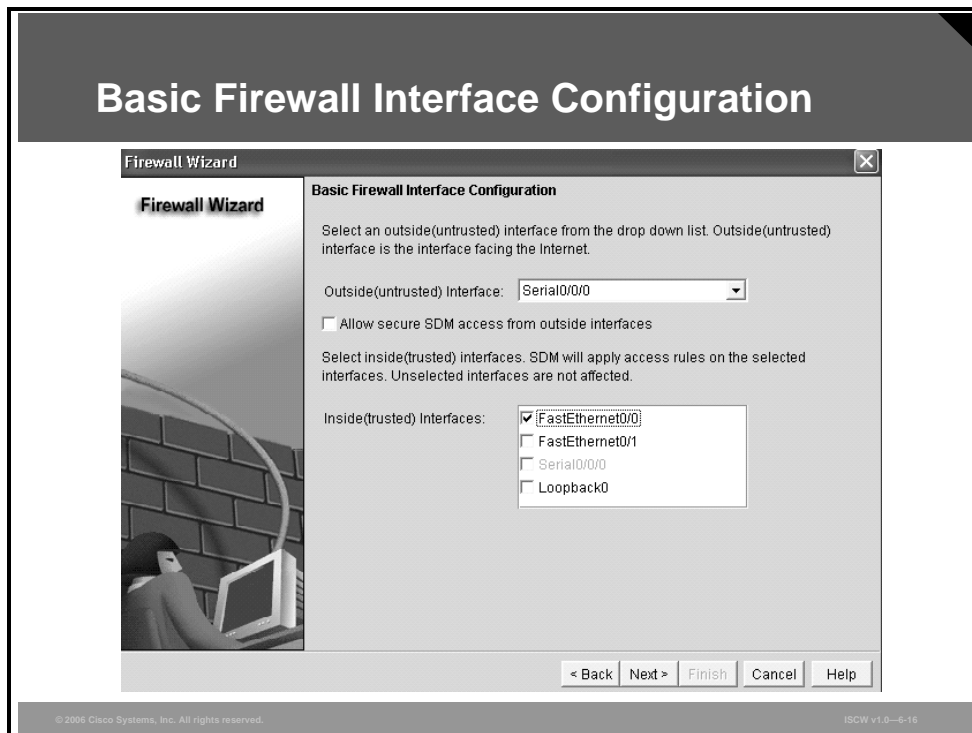 Basic Firewall Interface Configuration
Firewall Wizard
Firewall Wizard
Basic Firewall Interface Configuration
Select an outside(untrusted) interface from the drop down list. Outside(untrusted)
interface is the interface facing the Internet.
Outside(untrusted) Interface: Serial0/0/0
Allow secure SDM access from outside interfaces
Select inside(trusted) interfaces. SDM will apply access rules on the selected
interfaces. Unselected interfaces are not affected.
Inside(trusted) Interfaces:
FastEthernet0/0
FastEthernet0/1
Serial0/0/0
Loopback0
< Back Next > Finish Cancel Help
© 2006 Cisco Systems, Inc. All rights reserved. ISCW v1.0—6-16